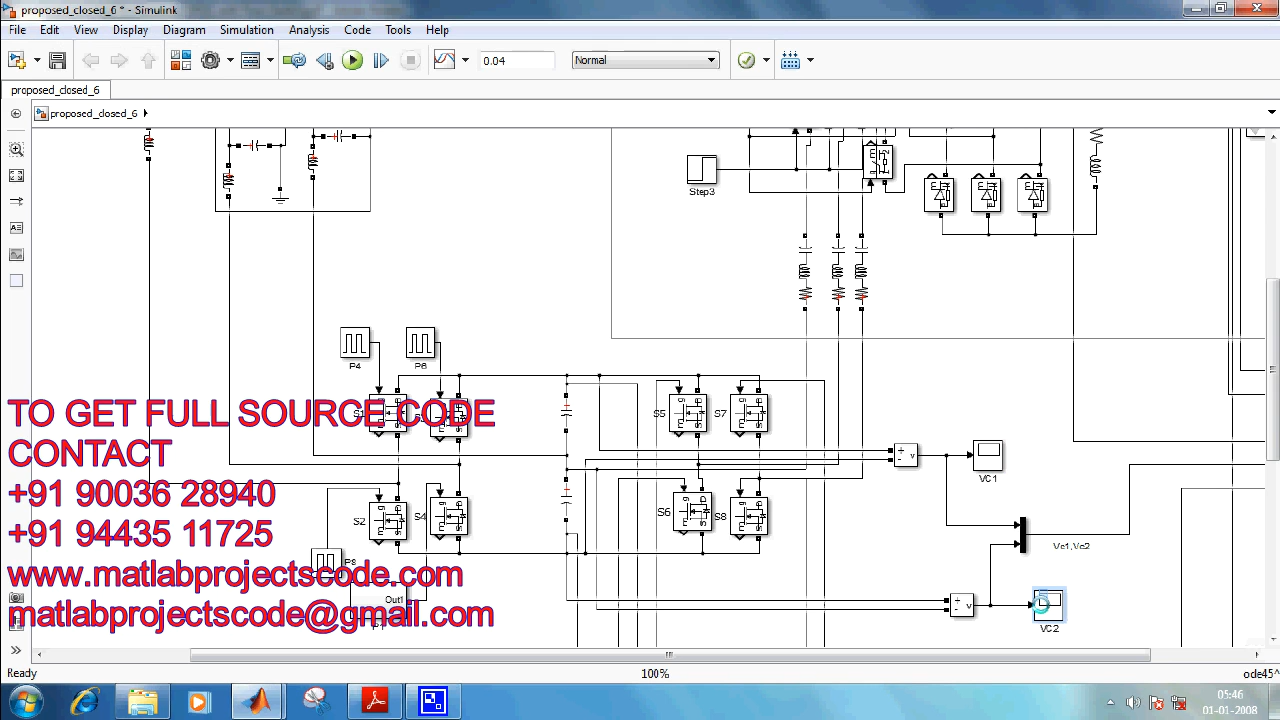 proposed_closed_6 * - Simulink
File Edit View Display Diagram Simulation Analysis Code Tools Help
0.04 Normal
proposed_closed_6
proposed_closed_6
Step3
P4 P6
S1 S5 S7
TO GET FULL SOURCE CODE
CONTACT
VC1
+91 90036 28940
S2 S4 S6 S8
+91 94435 11725
Vc1,Vc2
www.matlabprojectscode.com
Out1
matlabprojectscode@gmail.com
VC2
Ready 100% ode45
05:46
01-01-2008